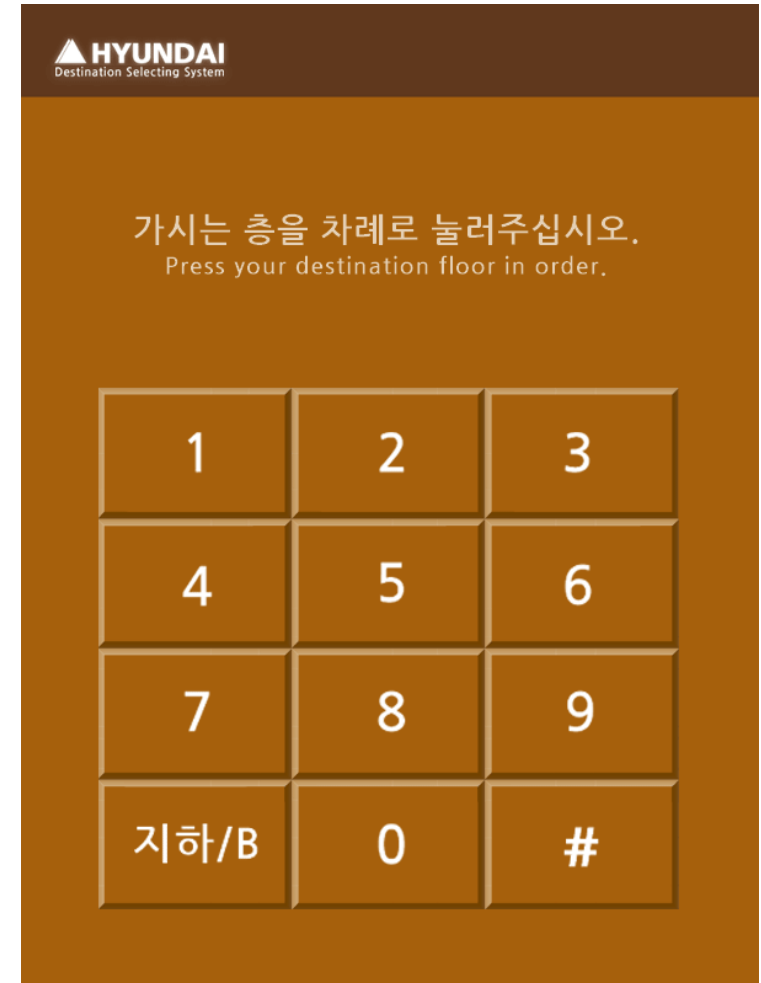 HYUNDAI
Destination Selecting System
가시는 층을 차례로 눌러주십시오.
Press your destination floor in order.
1 2 3
4 5 6
7 8 9
지하/B 0 #